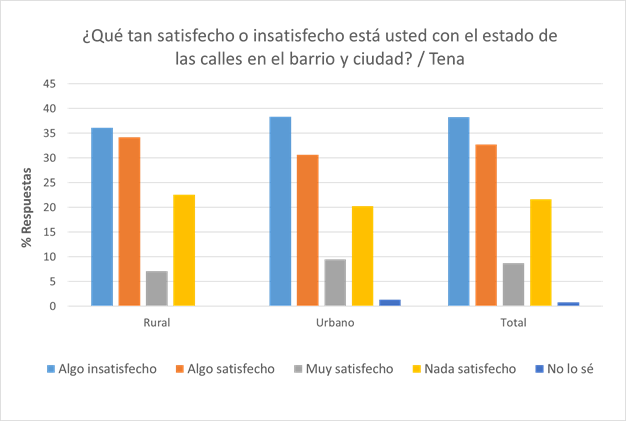 ¿Qué tan satisfecho o insatisfecho está usted con el estado de
las calles en el barrio y ciudad? / Tena
45
40
35
30
25
20
15
10
5
0
% Respuestas
Rural
Urbano
Total
Algo insatisfecho
Algo satisfecho
Muy satisfecho
Nada satisfecho
No lo sé